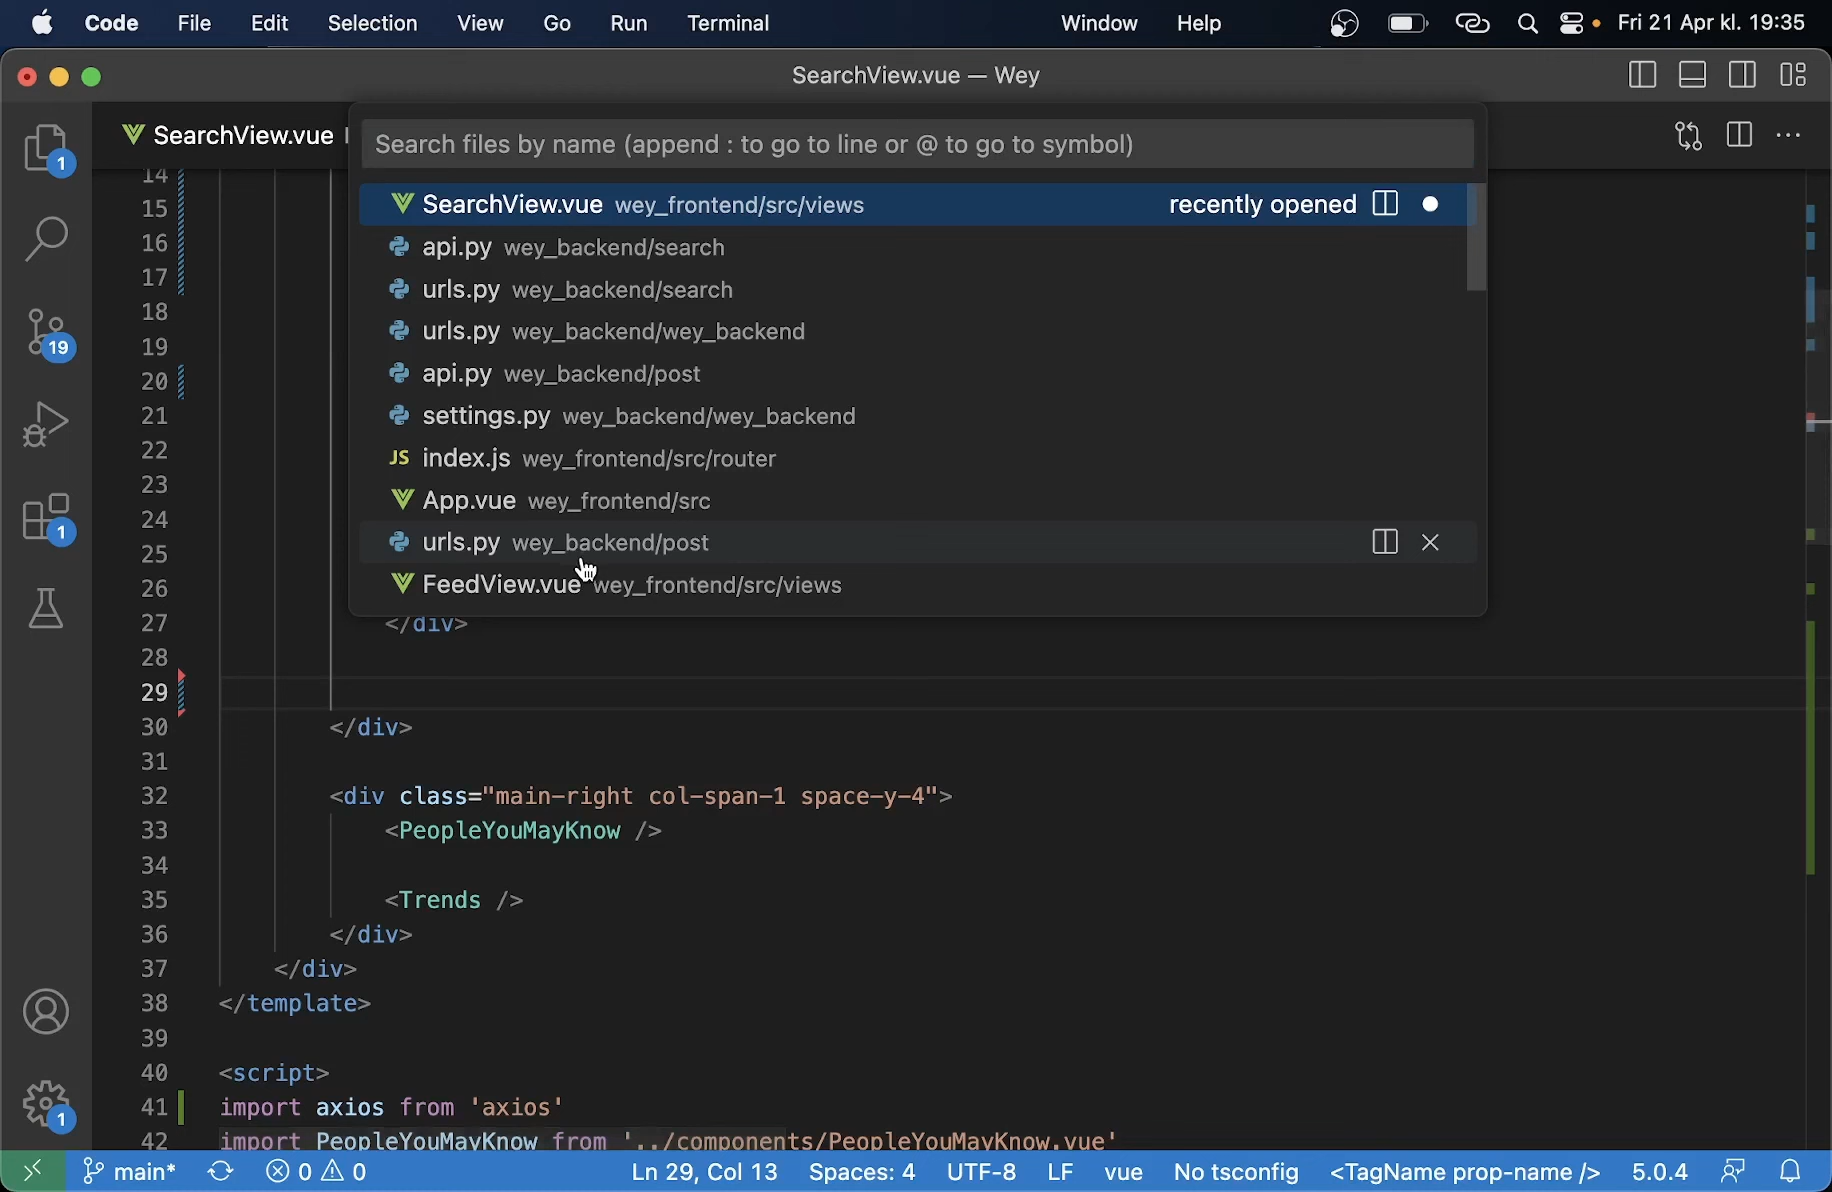 Code File Edit Selection View Go Run Terminal Window Help Fri 21 Apr kl. 19:35
SearchView.vue — Wey
SearchView.vue
Search files by name (append : to go to line or @ to go to symbol)
SearchView.vue wey_frontend/src/views recently opened
api.py wey_backend/search
urls.py wey_backend/search
urls.py wey_backend/wey_backend
api.py wey_backend/post
settings.py wey_backend/wey_backend
JS index.js wey_frontend/src/router
App.vue wey_frontend/src
urls.py wey_backend/post
FeedView.vue wey_frontend/src/views
1
19
1
1
14
15
16
17
18
19
20
21
22
23
24
25
26
27 </div>
28
29
30 </div>
31
32 <div class="main-right col-span-1 space-y-4">
33 <PeopleYouMayKnow />
34
35 <Trends />
36 </div>
37 </div>
38 </template>
39
40 <script>
41 import axios from 'axios'
42 import PeopleYouMayKnow from '../components/PeopleYouMayKnow.vue'
main* 0 0 Ln 29, Col 13 Spaces: 4 UTF-8 LF vue No tsconfig <TagName prop-name /> 5.0.4